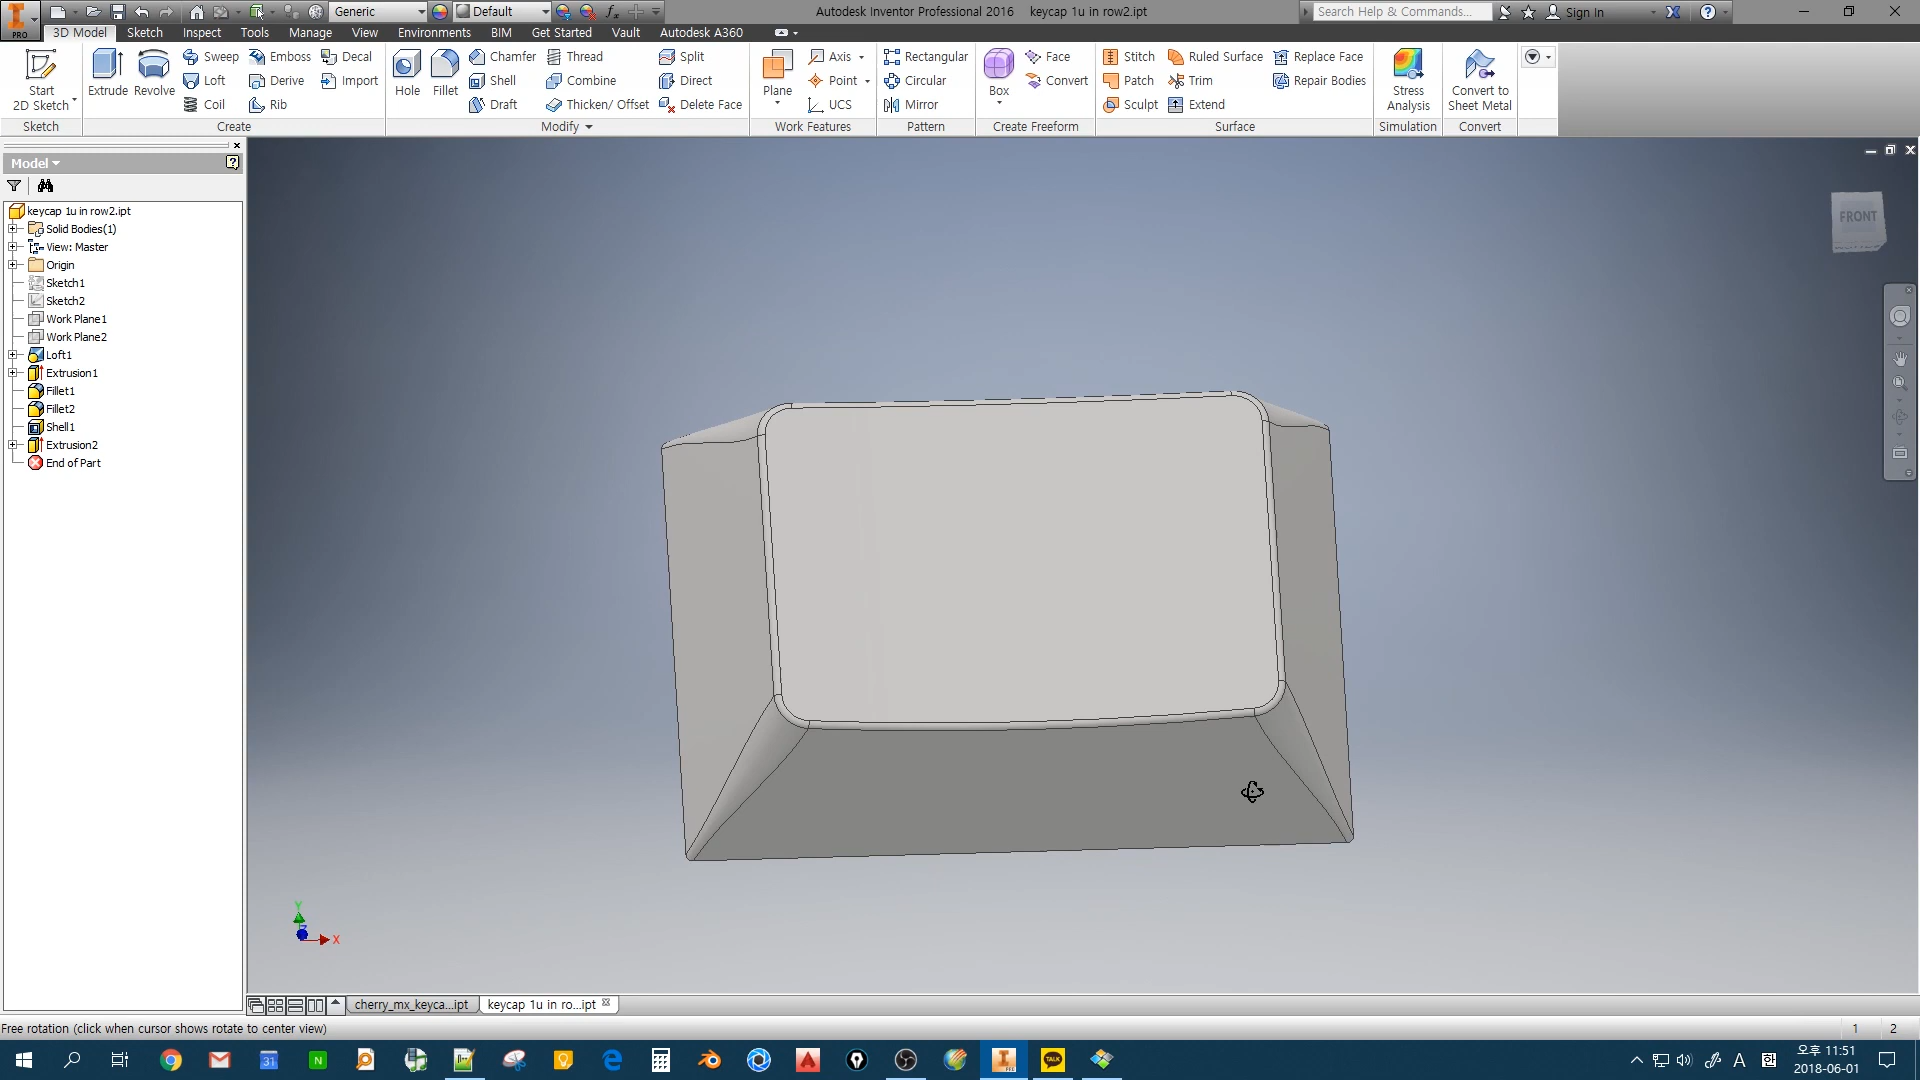 Generic
Default
Autodesk Inventor Professional 2016 keycap 1u in row2.ipt
Search Help & Commands...
Sign In
PRO
3D Model Sketch Inspect Tools Manage View Environments BIM Get Started Vault Autodesk A360
Start
2D Sketch
Extrude Revolve
Sweep Emboss Decal
Loft Derive Import
Coil Rib
Hole Fillet
Chamfer Thread Split
Shell Combine Direct
Draft Thicken/ Offset Delete Face
Plane
Axis
Point
UCS
Rectangular
Circular
Mirror
Box
Face
Convert
Stitch Ruled Surface Replace Face
Patch Trim Repair Bodies
Sculpt Extend
Stress
Analysis
Convert to
Sheet Metal
Sketch Create Modify Work Features Pattern Create Freeform Surface Simulation Convert
Model
keycap 1u in row2.ipt
Solid Bodies(1)
View: Master
Origin
Sketch1
Sketch2
Work Plane1
Work Plane2
Loft1
Extrusion1
Fillet1
Fillet2
Shell1
Extrusion2
End of Part
FRONT
Y
X
cherry_mx_keyca...ipt keycap 1u in ro...ipt
Free rotation (click when cursor shows rotate to center view)
1 2
31
N
TALK
A
오후 11:51
2018-06-01